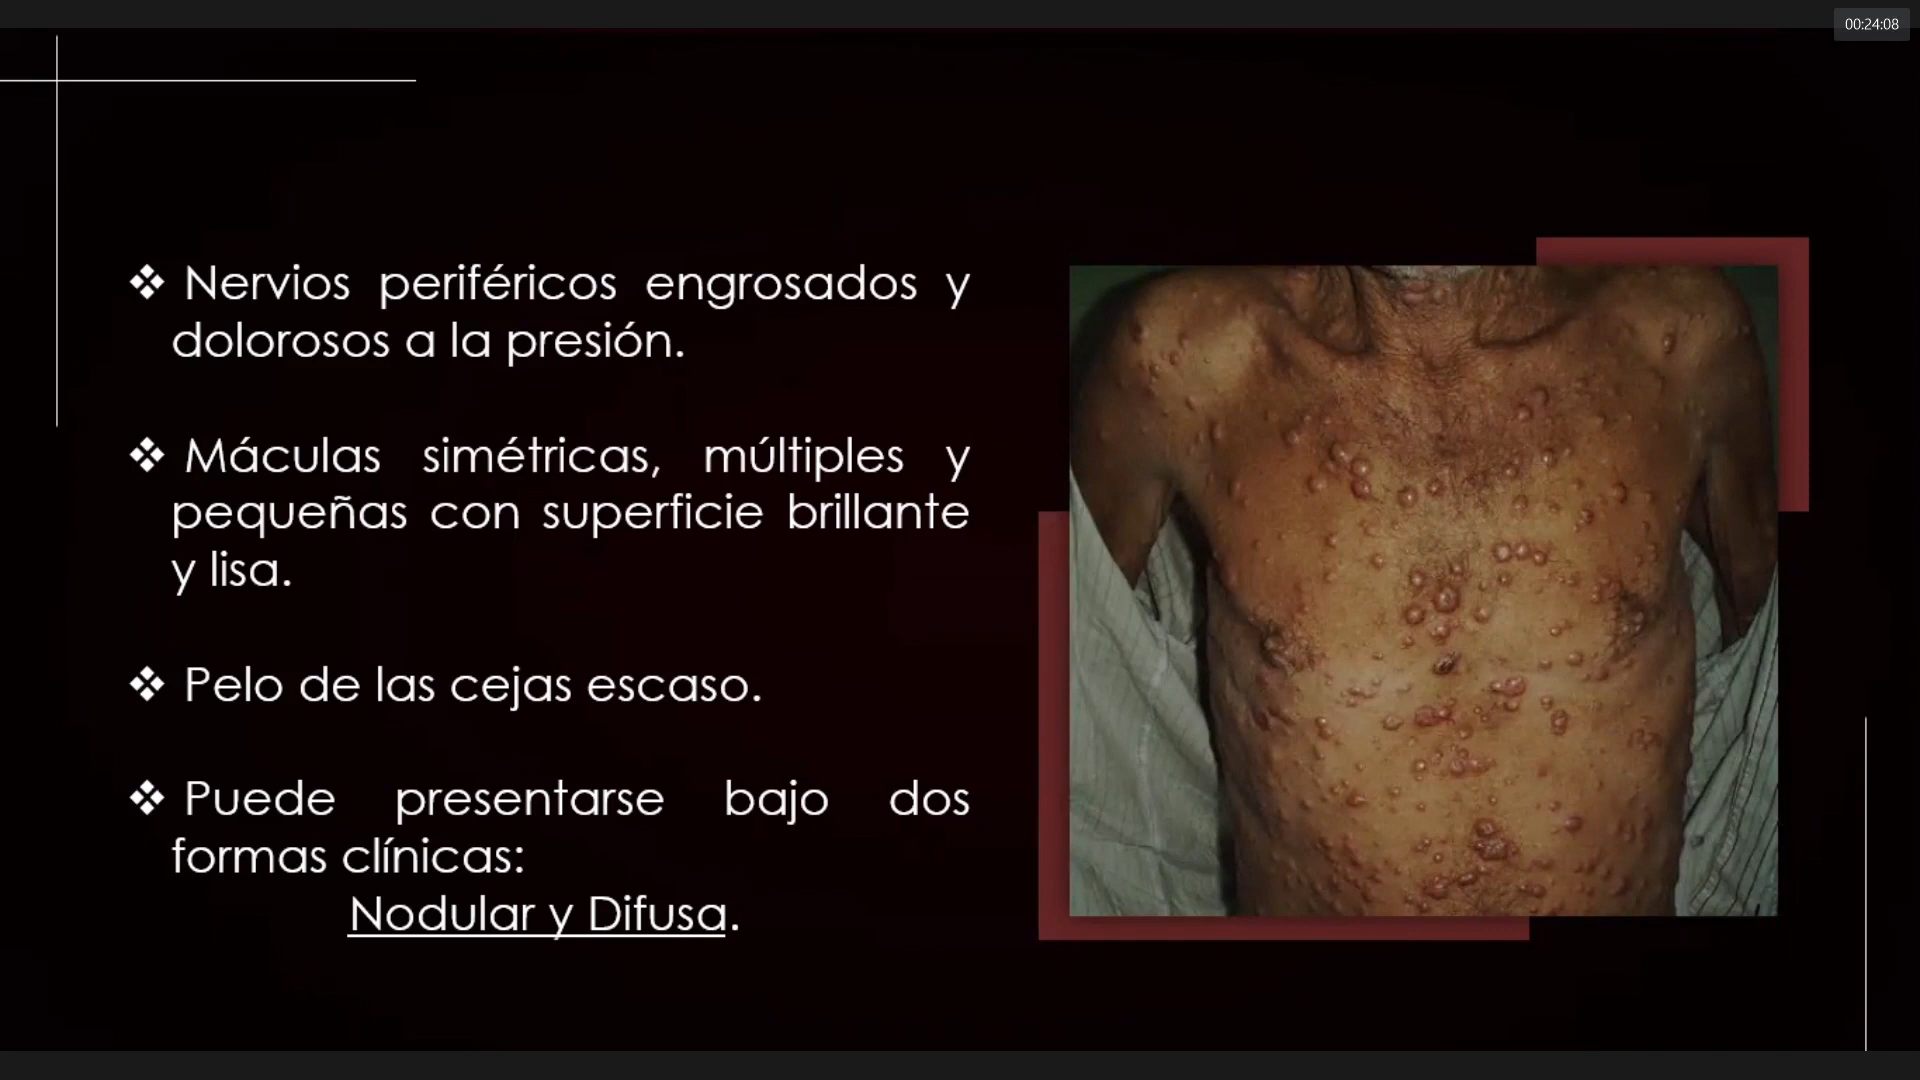 00:24:08
❖ Nervios periféricos engrosados y
dolorosos a la presión.
❖ Máculas simétricas, múltiples y
pequeñas con superficie brillante
y lisa.
❖ Pelo de las cejas escaso.
❖ Puede presentarse bajo dos
formas clínicas:
Nodular y Difusa.